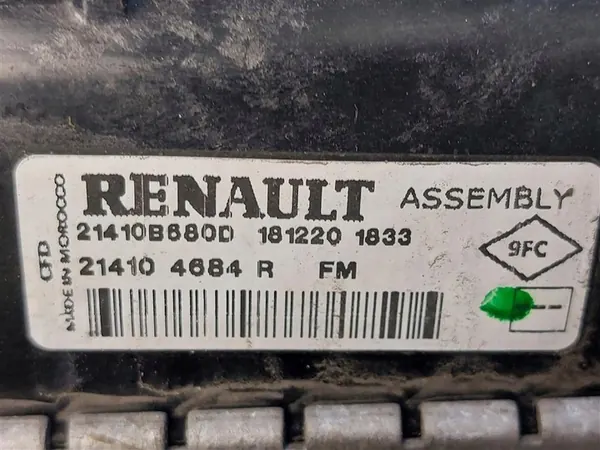 RENAULT ASSEMBLY
21410B680D 181220 1833
21410 4684 R FM
9FC
CFD
MADE IN MOROCCO